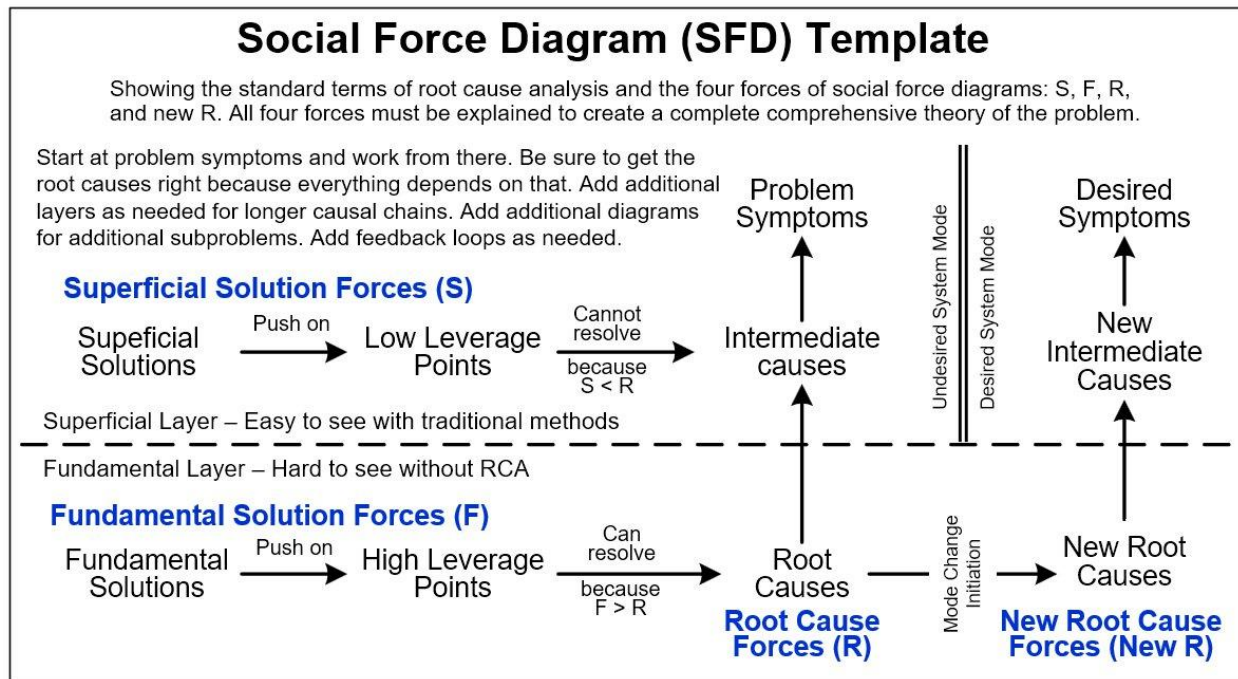 Social Force Diagram (SFD) Template
Showing the standard terms of root cause analysis and the four forces of social force diagrams: S, F, R,
and new R. All four forces must be explained to create a complete comprehensive theory of the problem.
Start at problem symptoms and work from there. Be sure to get the
root causes right because everything depends on that. Add additional
layers as needed for longer causal chains. Add additional diagrams
for additional subproblems. Add feedback loops as needed.
Problem
Symptoms
Undesired System Mode
Desired System Mode
Desired
Symptoms
Superficial Solution Forces (S)
Supeficial
Solutions
Push on
Low Leverage
Points
Cannot
resolve
because
S < R
Intermediate
causes
New
Intermediate
Causes
Superficial Layer – Easy to see with traditional methods
Fundamental Layer – Hard to see without RCA
Fundamental Solution Forces (F)
Fundamental
Solutions
Push on
High Leverage
Points
Can
resolve
because
F > R
Root
Causes
Root Cause
Forces (R)
Mode Change
Initiation
New Root
Causes
New Root Cause
Forces (New R)